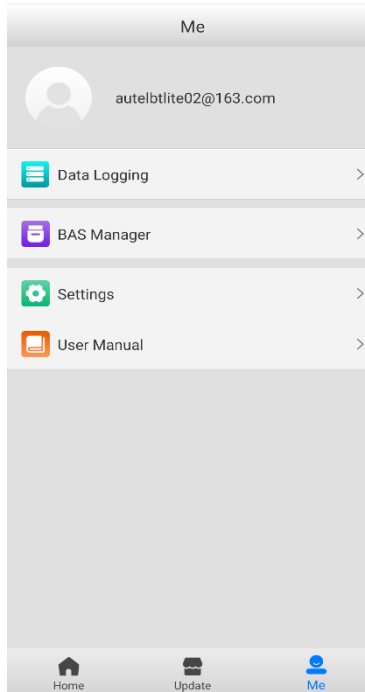 Me
autelbtlite02@163.com
Data Logging
BAS Manager
Settings
User Manual
Home
Update
Me